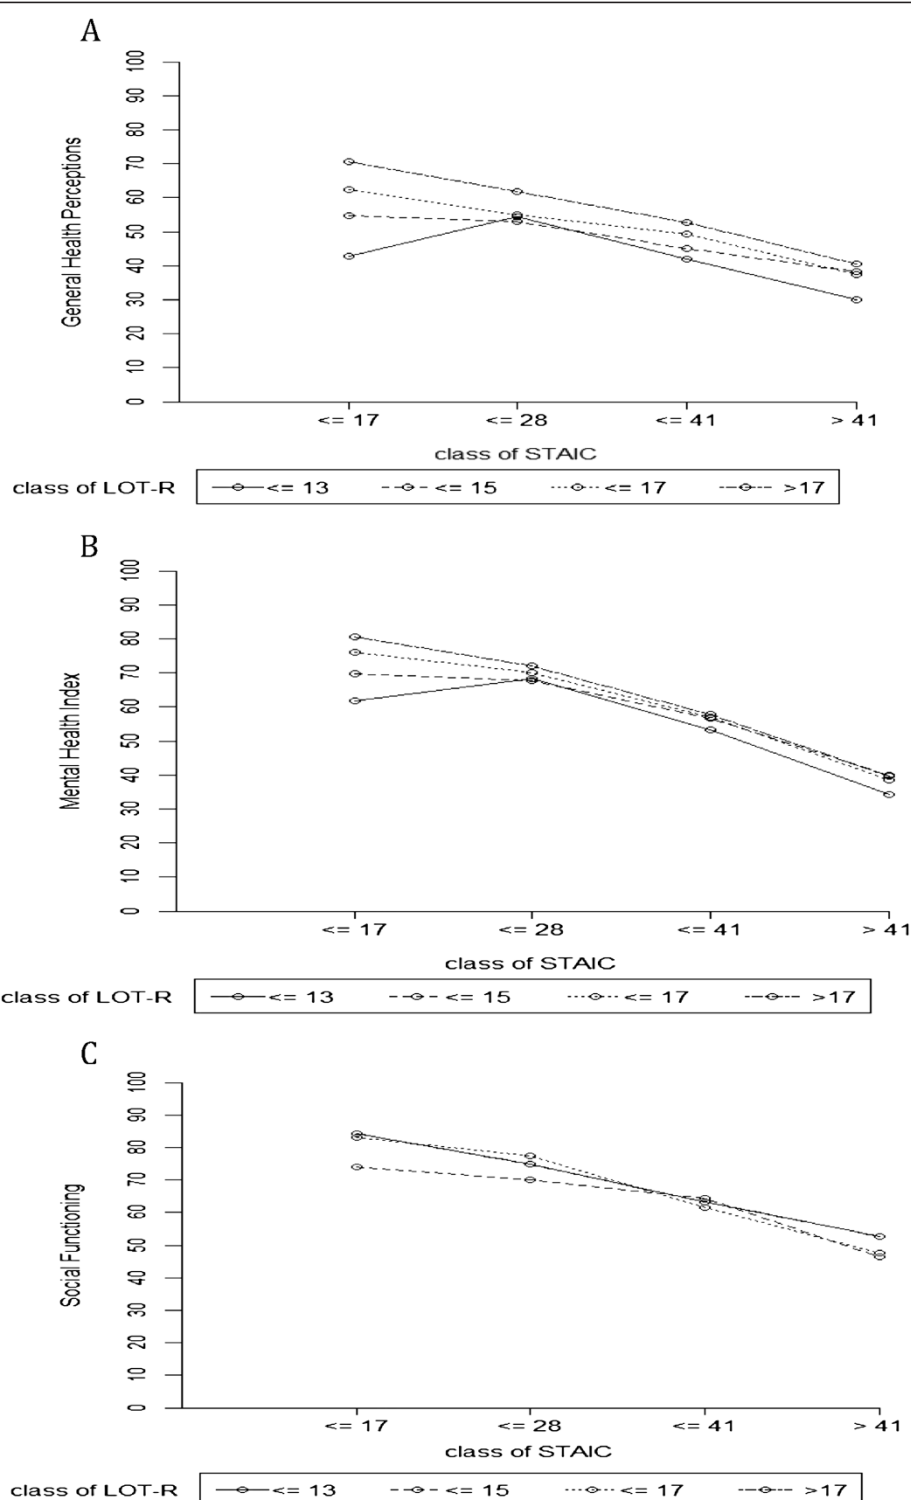 A
100
90
80
70
60
50
40
30
20
10
0
General Health Perceptions
<= 17 <= 28 <= 41 > 41
class of STAIC
class of LOT-R <= 13 <= 15 <= 17 >17
B
100
90
80
70
60
50
40
30
20
10
0
Mental Health Index
<= 17 <= 28 <= 41 > 41
class of STAIC
class of LOT-R <= 13 <= 15 <= 17 >17
C
100
90
80
70
60
50
40
30
20
10
0
Social Functioning
<= 17 <= 28 <= 41 > 41
class of STAIC
class of LOT-R <= 13 <= 15 <= 17 >17